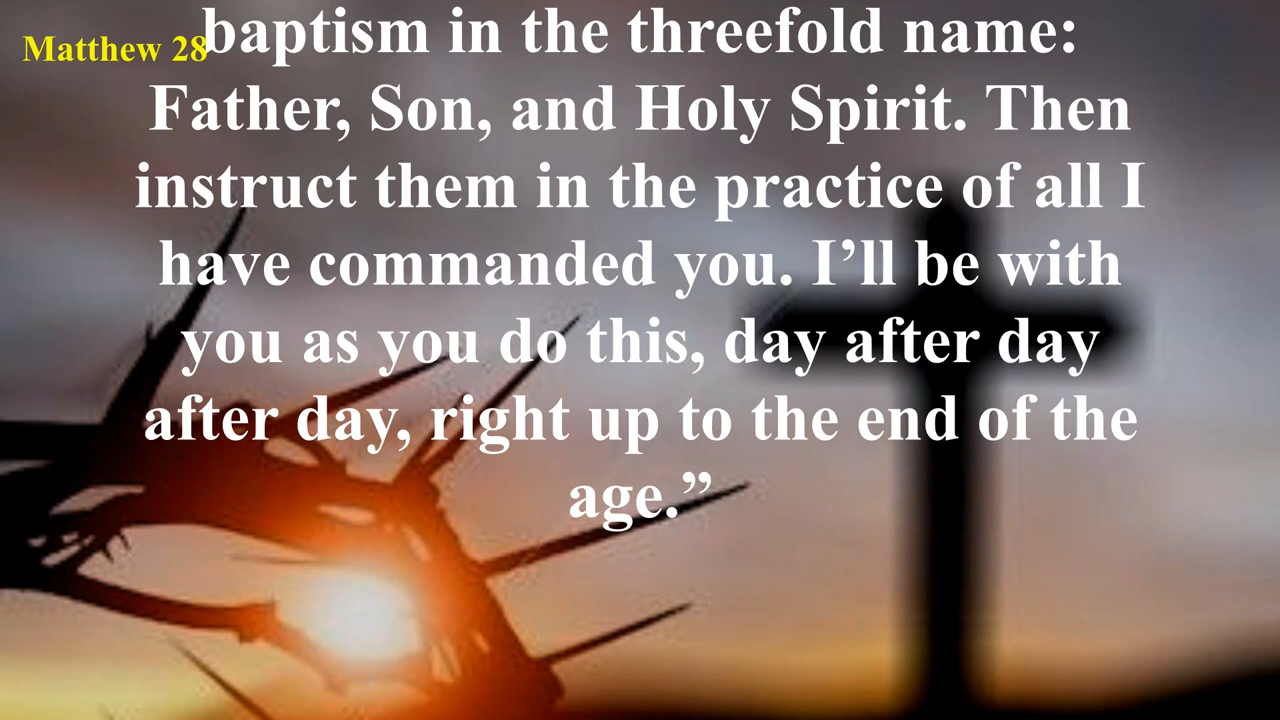 Matthew 28
baptism in the threefold name:
Father, Son, and Holy Spirit. Then
instruct them in the practice of all I
have commanded you. I’ll be with
you as you do this, day after day
after day, right up to the end of the
age.”